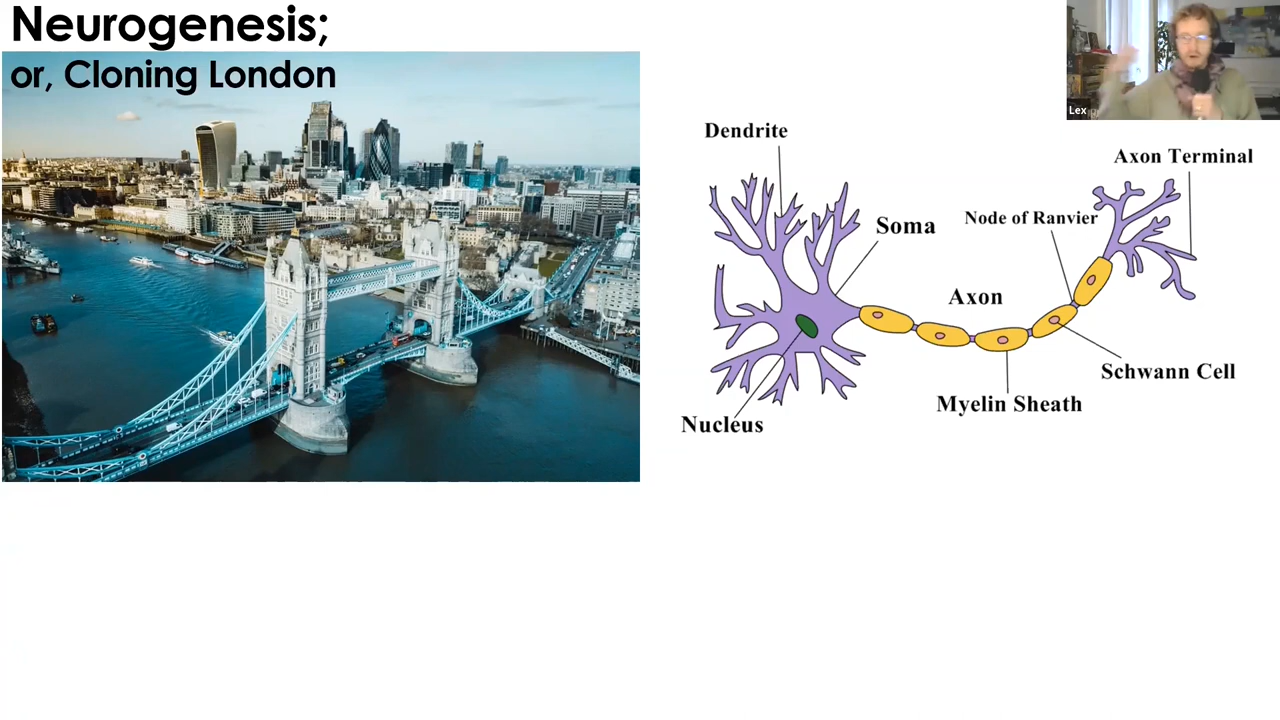 Neurogenesis;
or, Cloning London
Lex
Dendrite
Axon Terminal
Node of Ranvier
Soma
Axon
Schwann Cell
Myelin Sheath
Nucleus